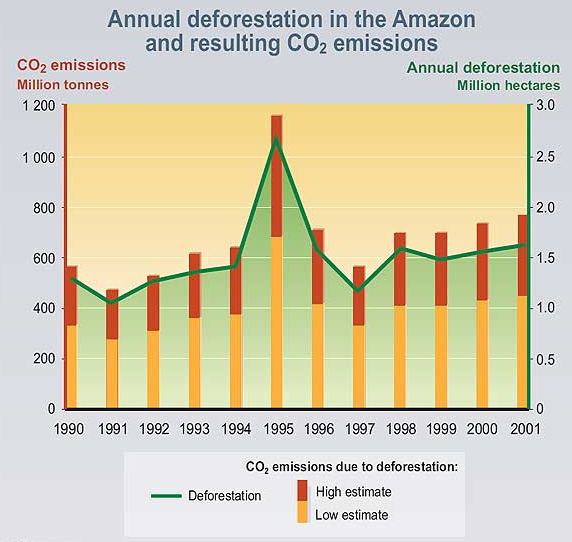 Annual deforestation in the Amazon
and resulting CO₂ emissions
CO₂ emissions
Million tonnes
Annual deforestation
Million hectares
1 200
1 000
800
600
400
200
0
3.0
2.5
2.0
1.5
1.0
0.5
0
1990 1991 1992 1993 1994 1995 1996 1997 1998 1999 2000 2001
CO₂ emissions due to deforestation:
Deforestation
High estimate
Low estimate